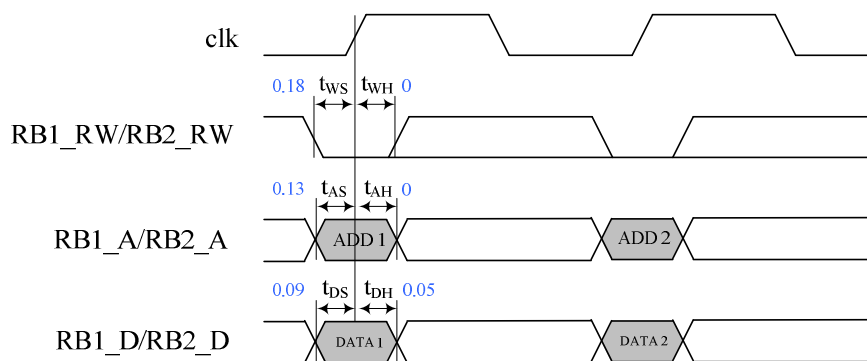 clk
0.18 tWS tWH 0
RB1_RW/RB2_RW
0.13 tAS tAH 0
RB1_A/RB2_A ADD 1 ADD 2
0.09 tDS tDH 0.05
RB1_D/RB2_D DATA 1 DATA 2